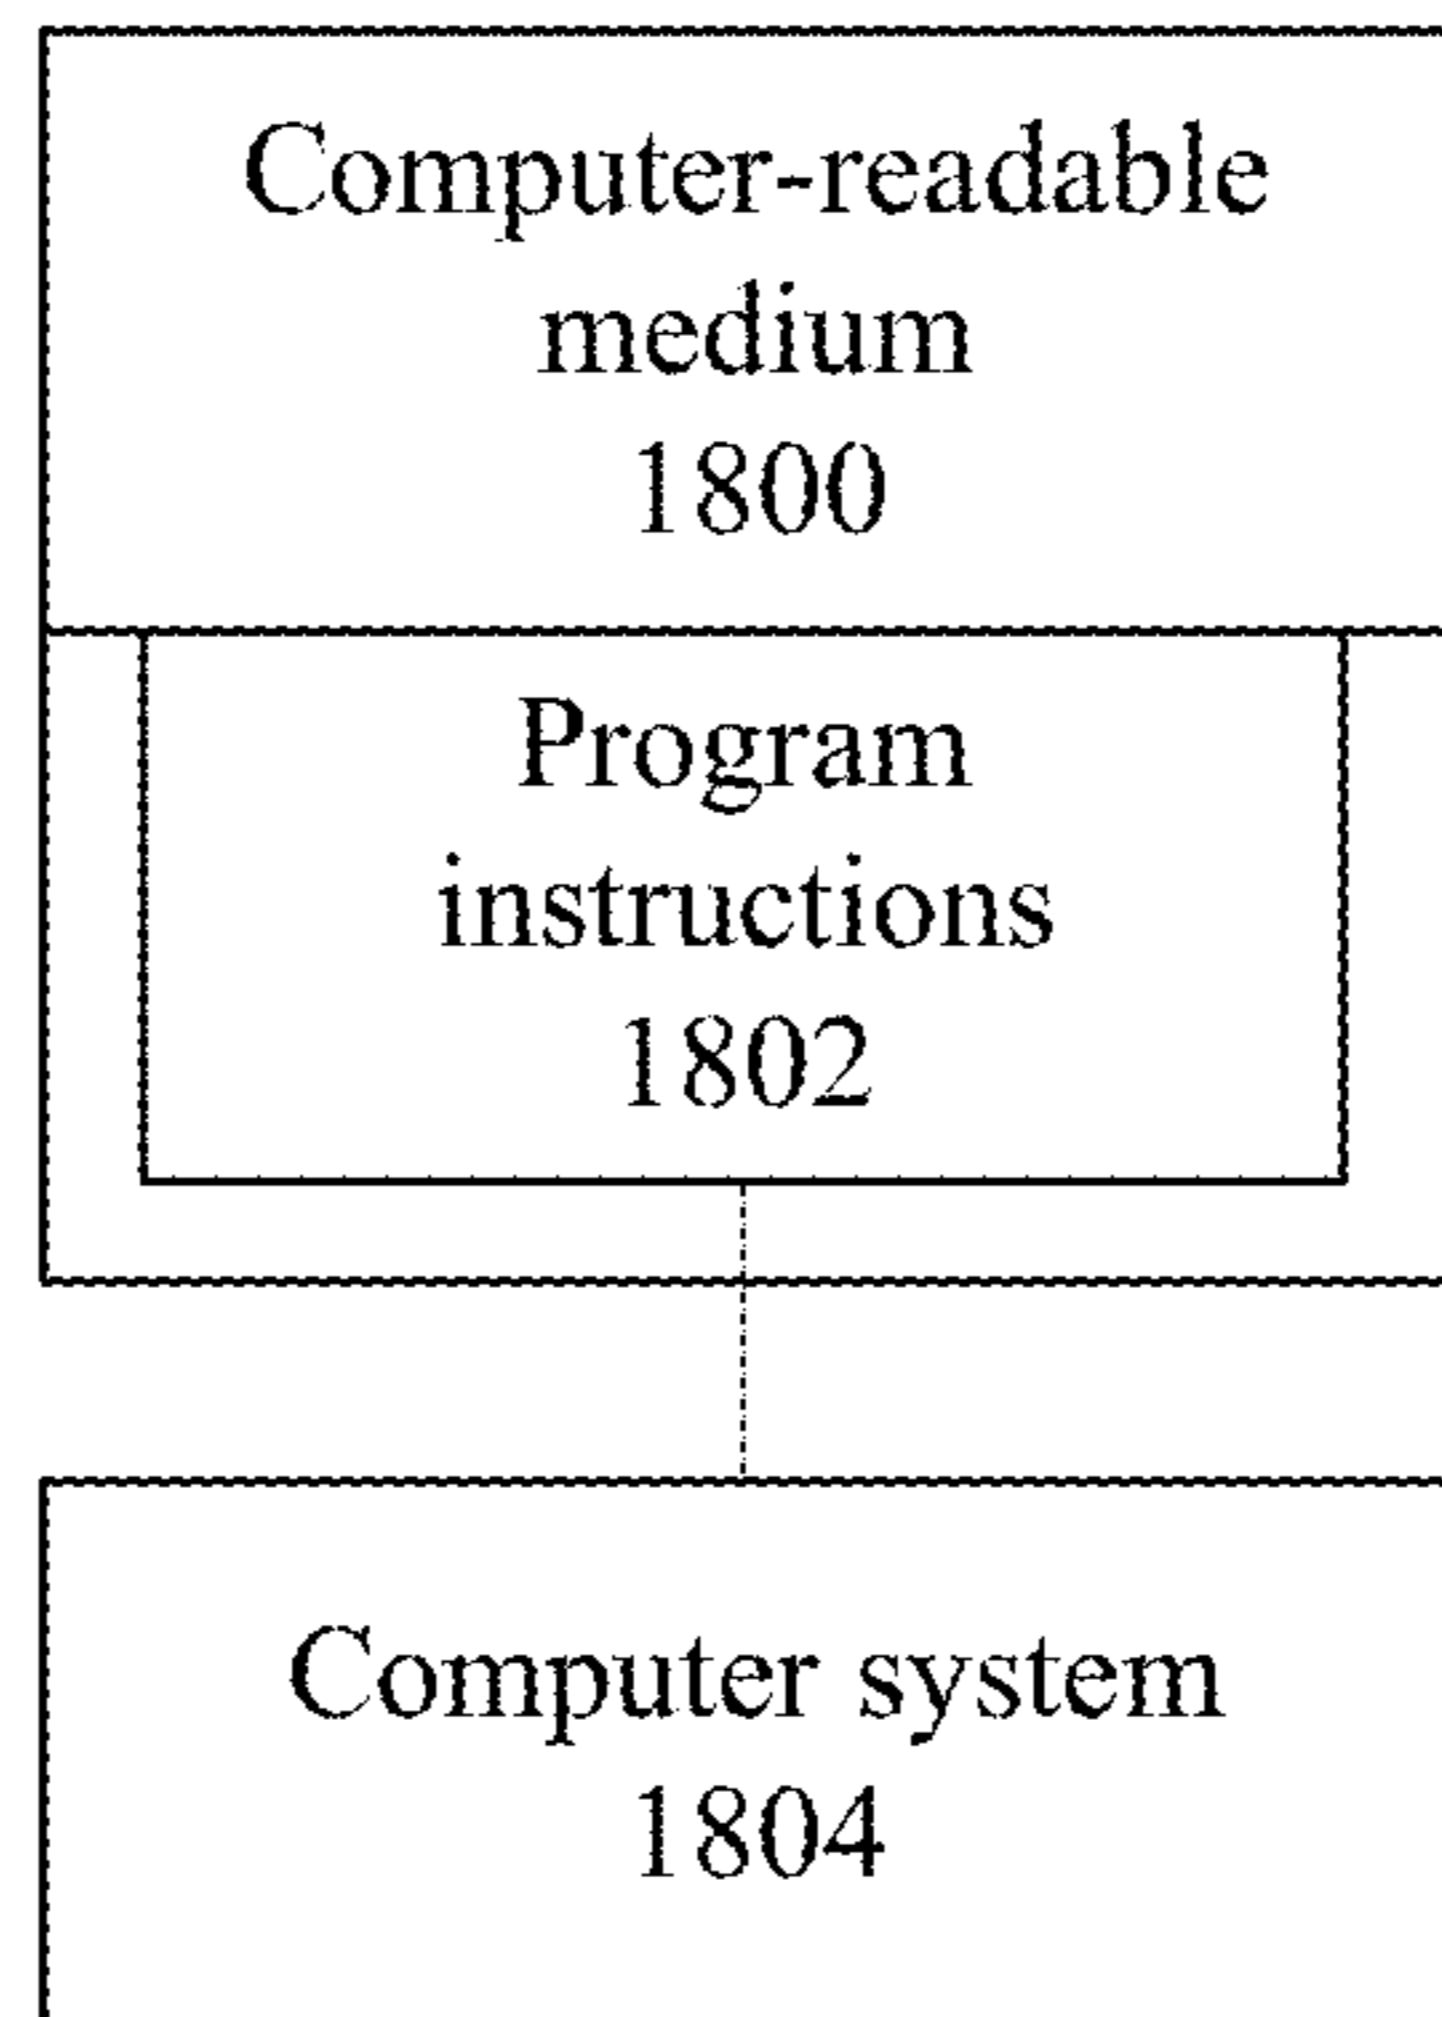 Computer-readable
medium
1800
Program
instructions
1802
Computer system
1804